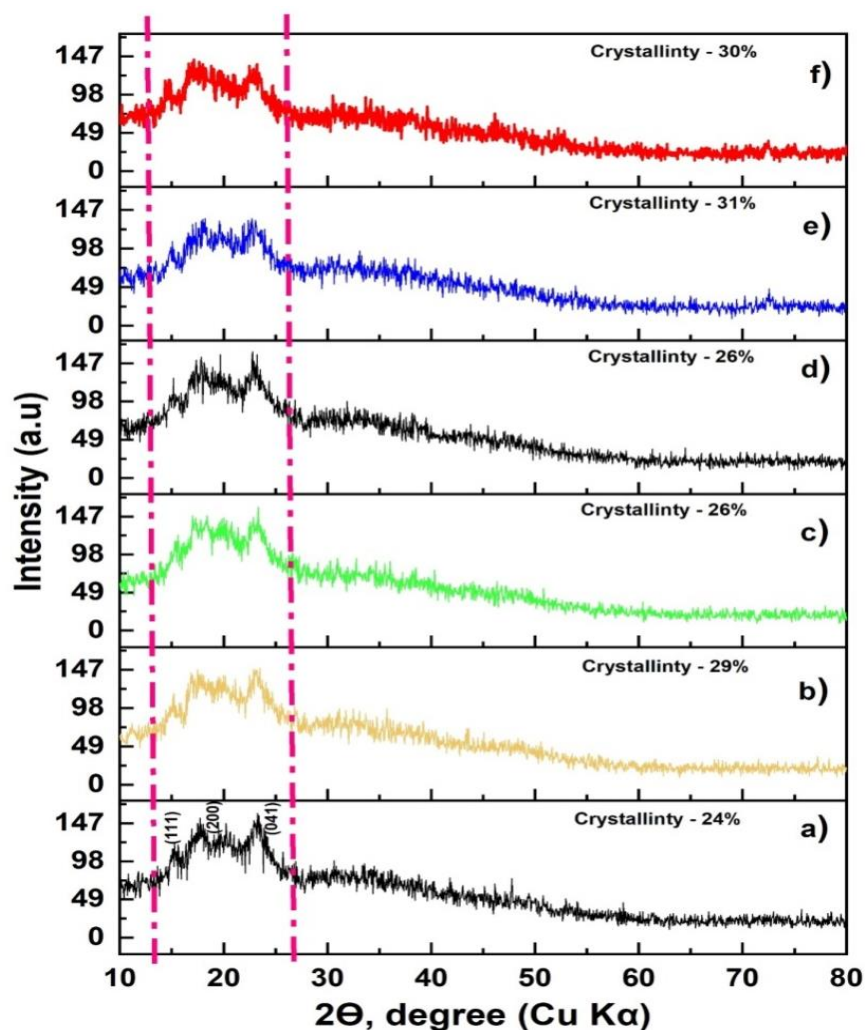 Crystallinty - 30%
f)
147
98
49
0
Crystallinty - 31%
e)
147
98
49
0
Crystallinty - 26%
d)
147
98
49
0
Crystallinty - 26%
c)
147
98
49
0
Crystallinty - 29%
b)
147
98
49
0
Crystallinty - 24%
a)
147
98
49
0
(111)
(200)
(041)
Intensity (a.u)
10 20 30 40 50 60 70 80
2Θ, degree (Cu Kα)